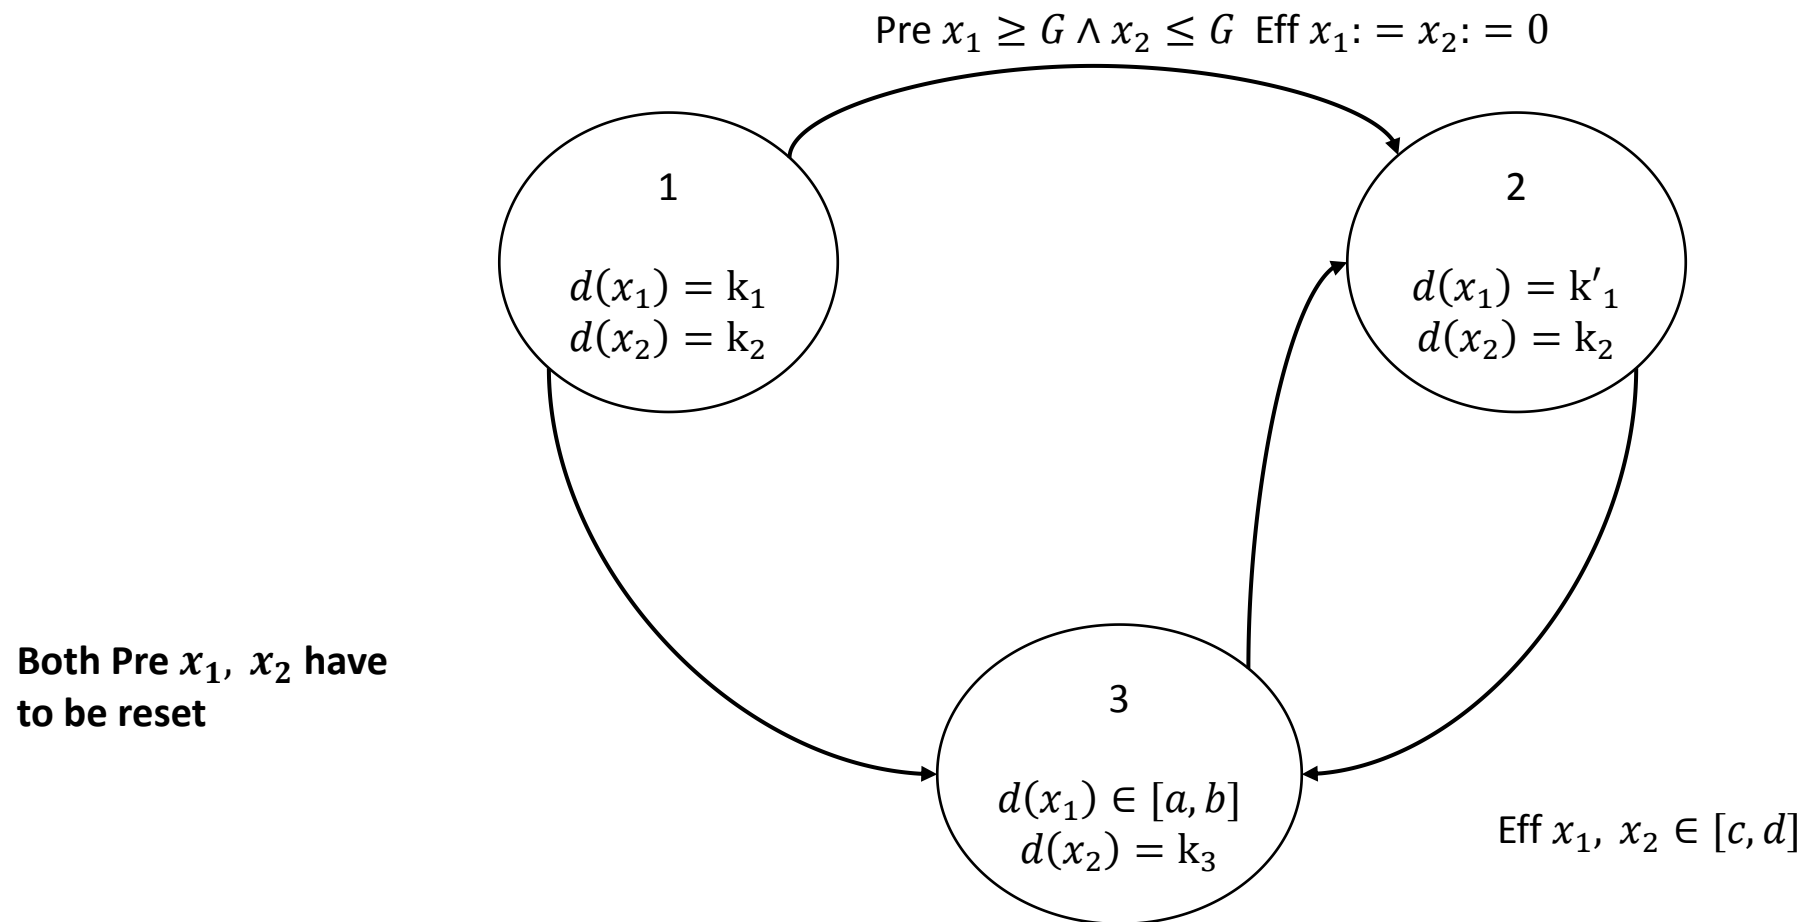 Pre x₁ ≥ G ∧ x₂ ≤ G Eff x₁: = x₂: = 0
1
d(x₁) = k₁
d(x₂) = k₂
2
d(x₁) = k′₁
d(x₂) = k₂
Both Pre x₁, x₂ have
to be reset
3
d(x₁) ∈ [a, b]
d(x₂) = k₃
Eff x₁, x₂ ∈ [c, d]